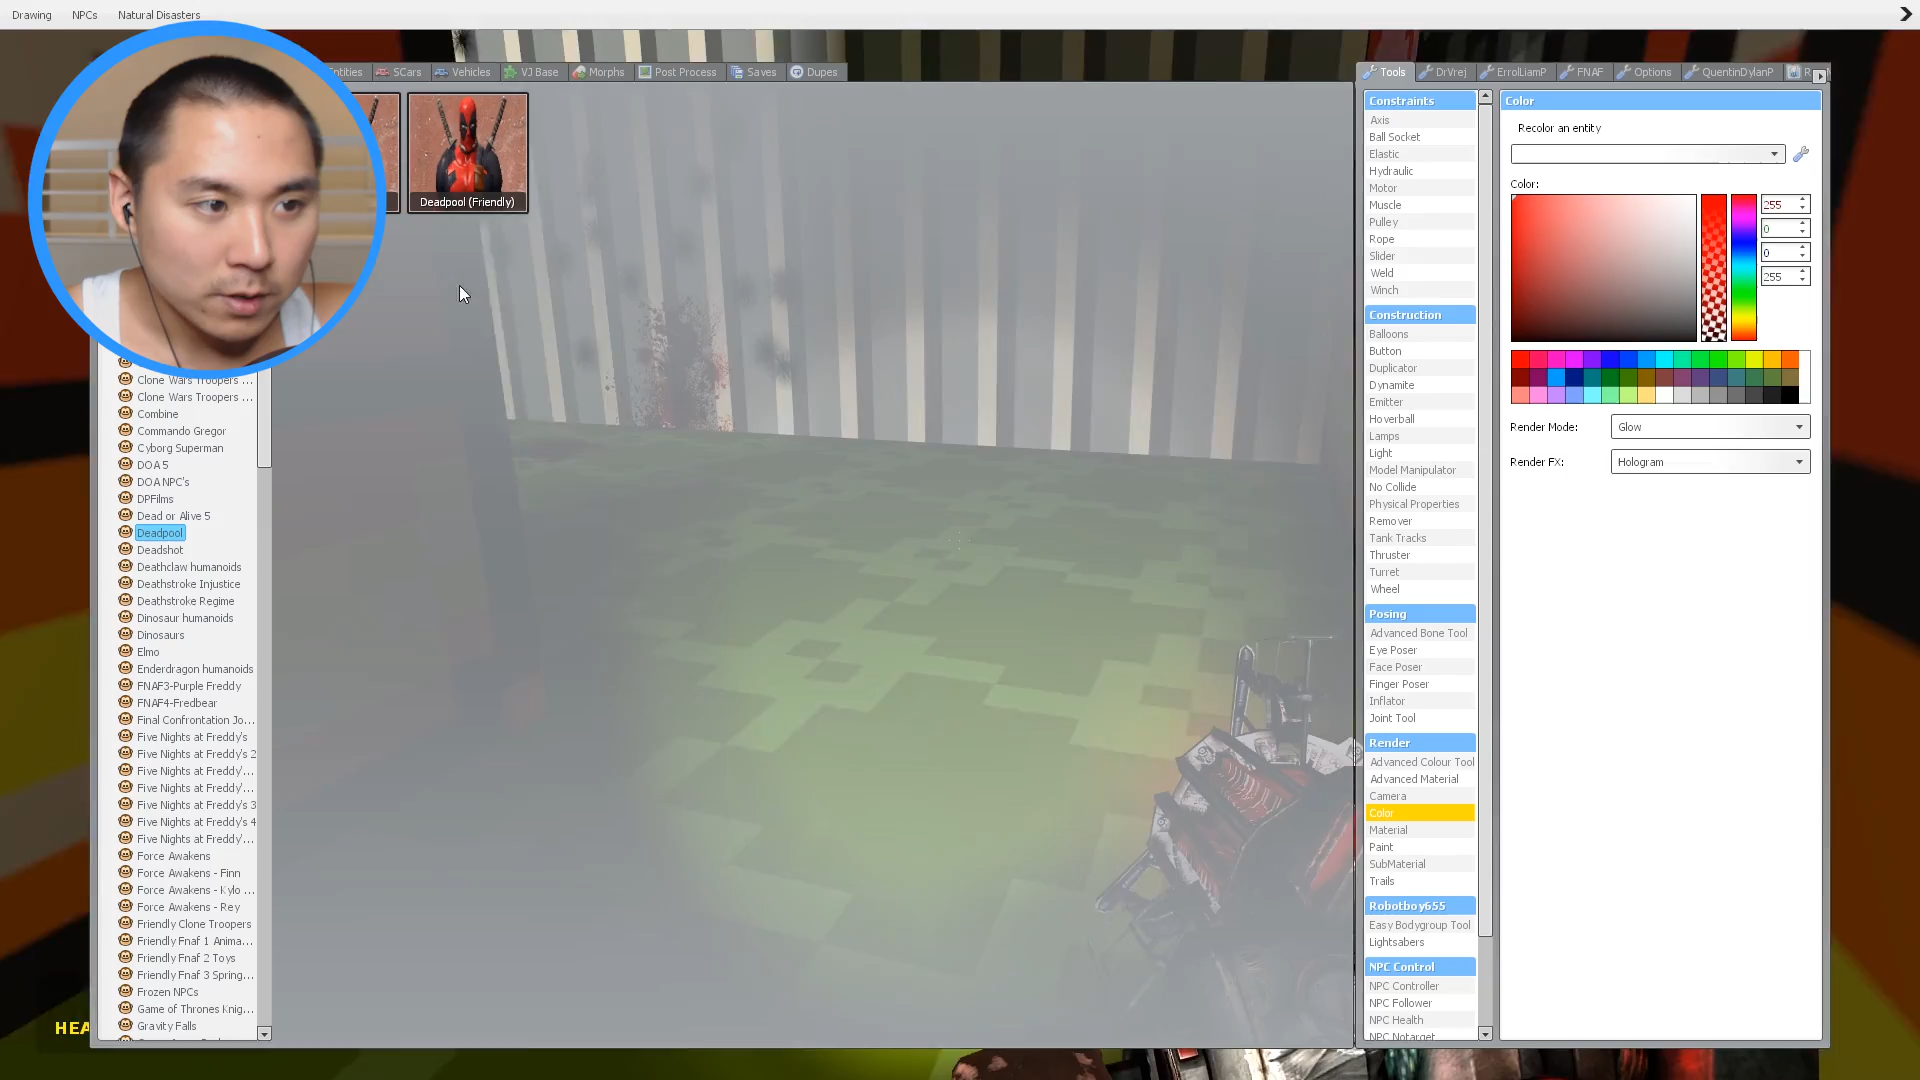 Drawing NPCs Natural Disasters
ntities SCars Vehicles VJ Base Morphs Post Process Saves Dupes
Tools DrVrej ErrolLiamP FNAF Options QuentinDylanP
Deadpool (Friendly)
Clone Wars Troopers ...
Clone Wars Troopers ...
Combine
Commando Gregor
Cyborg Superman
DOA 5
DOA NPC's
DPFilms
Dead or Alive 5
Deadpool
Deadshot
Deathclaw humanoids
Deathstroke Injustice
Deathstroke Regime
Dinosaur humanoids
Dinosaurs
Elmo
Enderdragon humanoids
FNAF3-Purple Freddy
FNAF4-Fredbear
Final Confrontation Jo...
Five Nights at Freddy's
Five Nights at Freddy's 2
Five Nights at Freddy'...
Five Nights at Freddy'...
Five Nights at Freddy's 3
Five Nights at Freddy's 4
Five Nights at Freddy'...
Force Awakens
Force Awakens - Finn
Force Awakens - Kylo ...
Force Awakens - Rey
Friendly Clone Troopers
Friendly Fnaf 1 Anima...
Friendly Fnaf 2 Toys
Friendly Fnaf 3 Spring...
Frozen NPCs
Game of Thrones Knig...
Gravity Falls
HEA
Constraints
Axis
Ball Socket
Elastic
Hydraulic
Motor
Muscle
Pulley
Rope
Slider
Weld
Winch
Construction
Balloons
Button
Duplicator
Dynamite
Emitter
Hoverball
Lamps
Light
Model Manipulator
No Collide
Physical Properties
Remover
Tank Tracks
Thruster
Turret
Wheel
Posing
Advanced Bone Tool
Eye Poser
Face Poser
Finger Poser
Inflator
Joint Tool
Render
Advanced Colour Tool
Advanced Material
Camera
Color
Material
Paint
SubMaterial
Trails
Robotboy655
Easy Bodygroup Tool
Lightsabers
NPC Control
NPC Controller
NPC Follower
NPC Health
NPC Notarget
Color
Recolor an entity
Color:
255
0
0
255
Render Mode: Glow
Render FX: Hologram